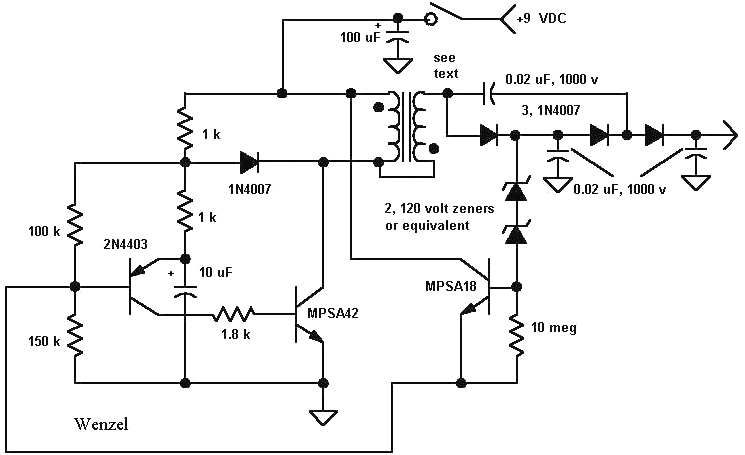 +9 VDC
+
100 uF
see
text
0.02 uF, 1000 v
3, 1N4007
1 k
1N4007
0.02 uF, 1000 v
1 k
2, 120 volt zeners
or equivalent
100 k
2N4403
+
10 uF
MPSA18
MPSA42
1.8 k
10 meg
150 k
Wenzel